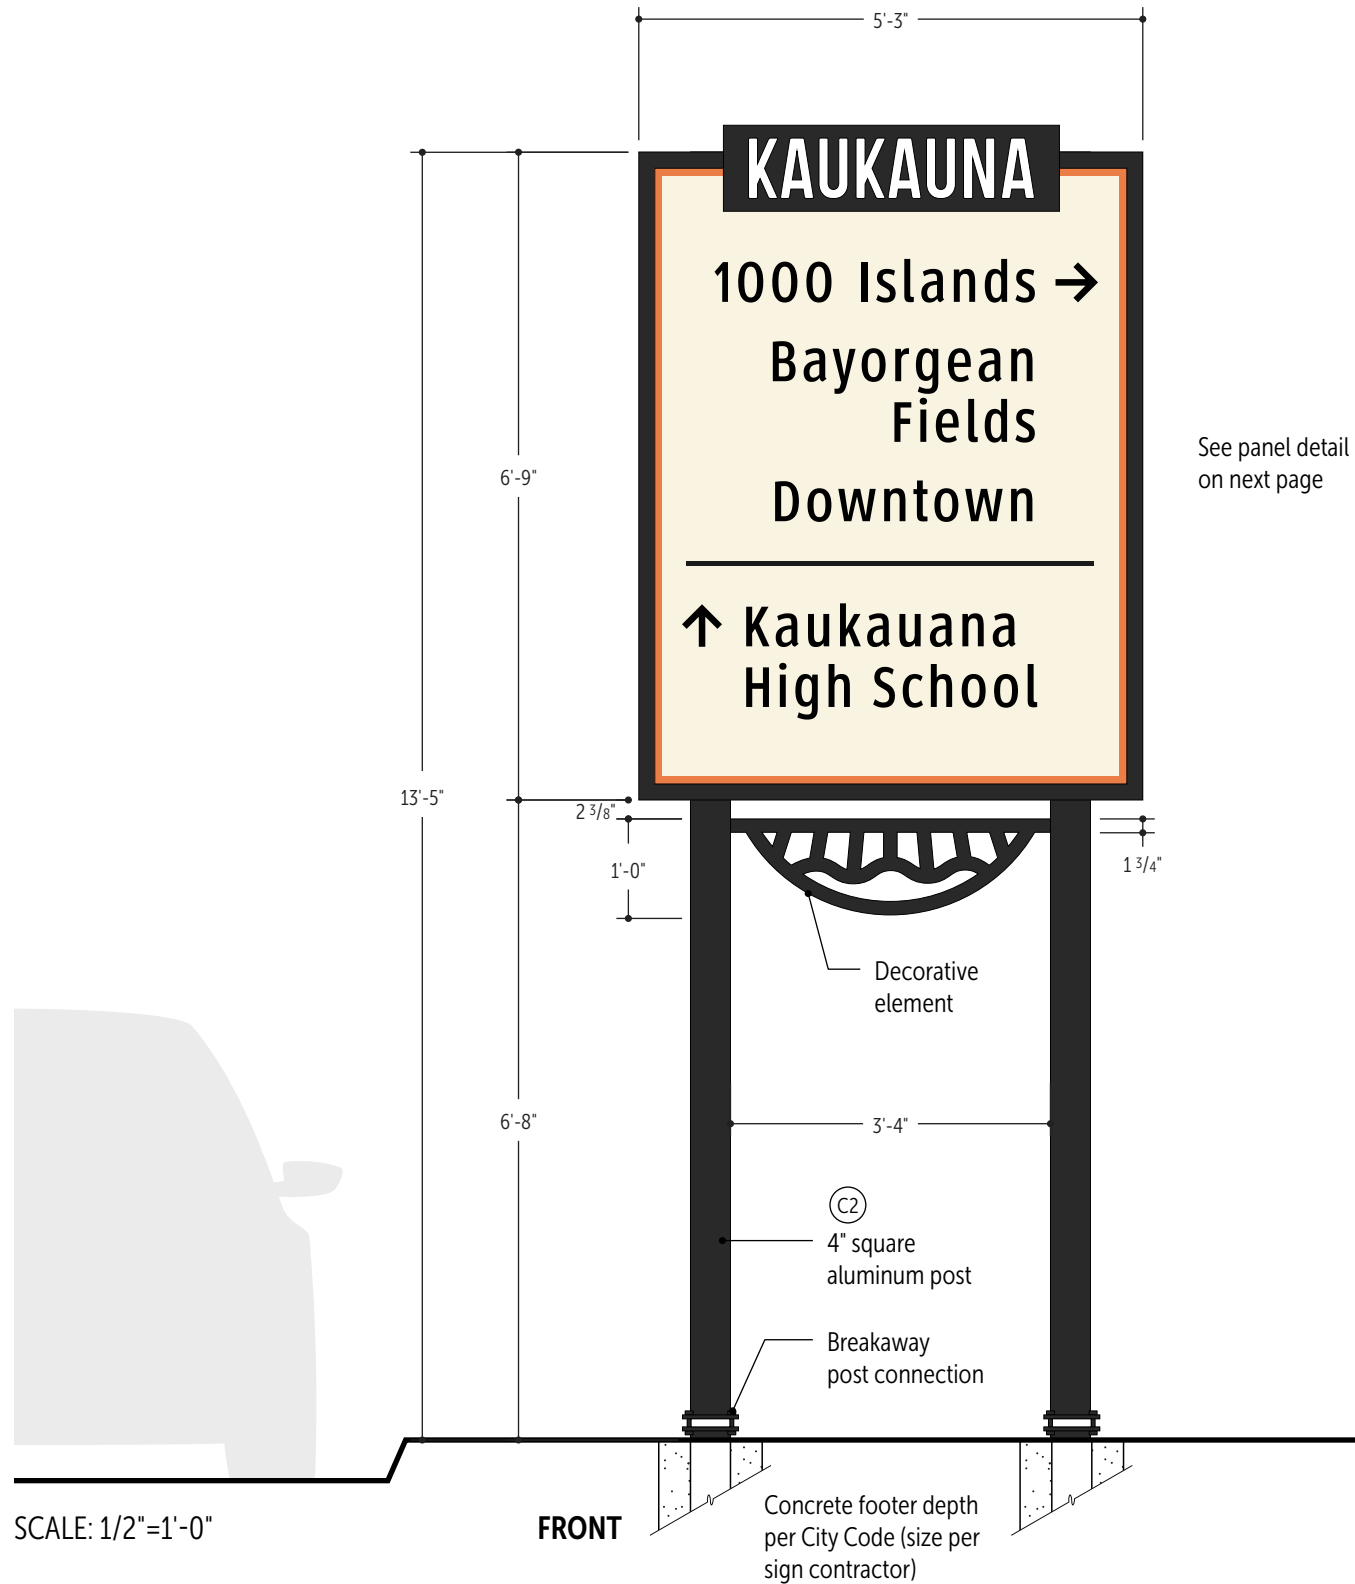 5'-3"
KAUKAUNA
1000 Islands →
Bayorgean
Fields
Downtown
↑ Kaukauana
High School
See panel detail
on next page
6'-9"
13'-5"
2 3/8"
1'-0"
1 3/4"
Decorative
element
6'-8"
3'-4"
C2
4" square
aluminum post
Breakaway
post connection
SCALE: 1/2"=1'-0"
FRONT
Concrete footer depth
per City Code (size per
sign contractor)